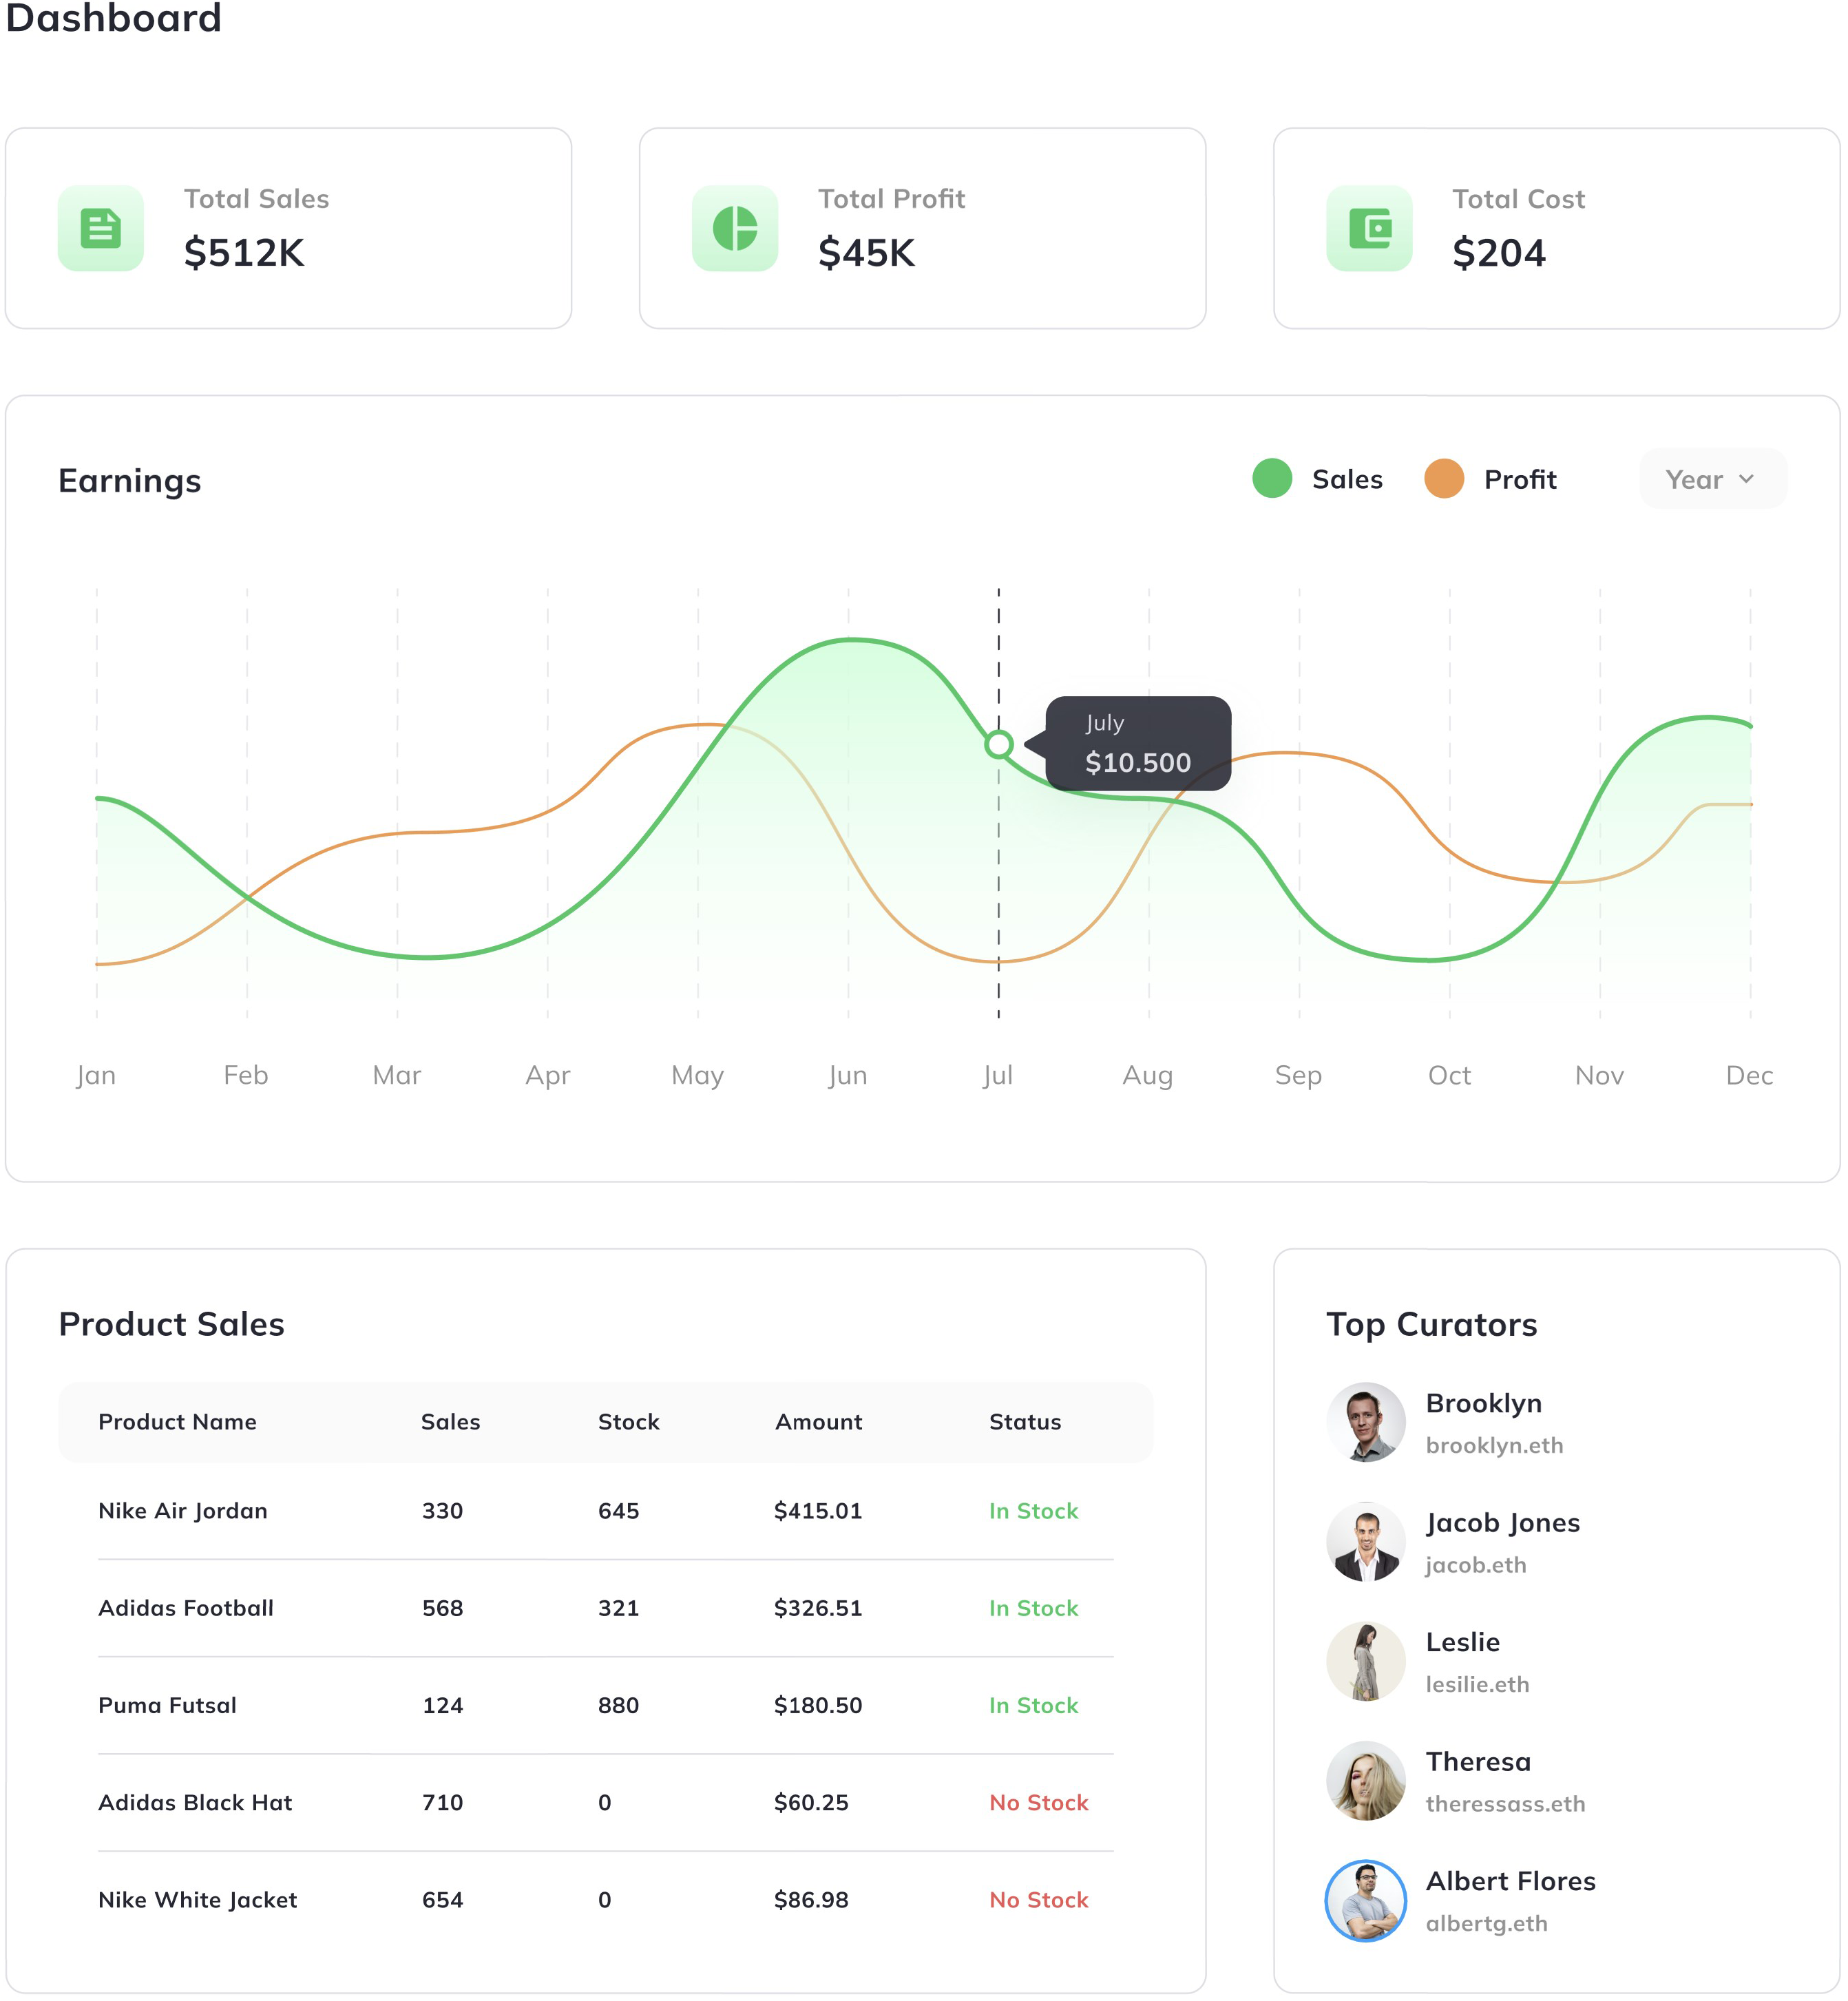 Dashboard
Total Sales
$512K
Total Profit
$45K
Total Cost
$204
Earnings
Sales Profit Year
July
$10.500
Jan Feb Mar Apr May Jun Jul Aug Sep Oct Nov Dec
Product Sales
Product Name Sales Stock Amount Status
Nike Air Jordan 330 645 $415.01 In Stock
Adidas Football 568 321 $326.51 In Stock
Puma Futsal 124 880 $180.50 In Stock
Adidas Black Hat 710 0 $60.25 No Stock
Nike White Jacket 654 0 $86.98 No Stock
Top Curators
Brooklyn
brooklyn.eth
Jacob Jones
jacob.eth
Leslie
lesilie.eth
Theresa
theressass.eth
Albert Flores
albertg.eth